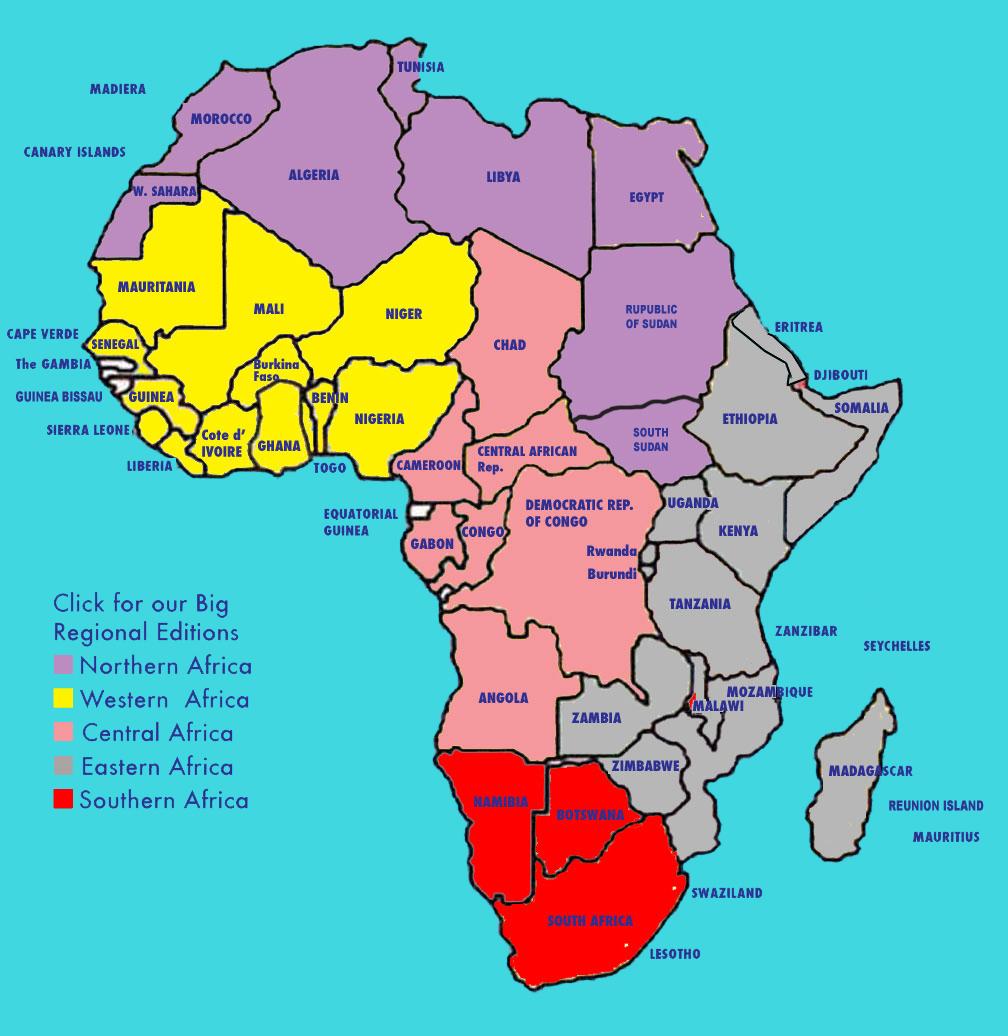 TUNISIA
MADIERA
MOROCCO
CANARY ISLANDS
ALGERIA
LIBYA
W. SAHARA
EGYPT
MAURITANIA
MALI
NIGER
RUPUBLIC
OF SUDAN
CAPE VERDE
SENEGAL
CHAD
ERITREA
The GAMBIA
Burkina
Faso
DJIBOUTI
GUINEA BISSAU
GUINEA
BENIN
NIGERIA
ETHIOPIA
SOMALIA
SIERRA LEONE
Cote d'
IVOIRE
GHANA
SOUTH
SUDAN
LIBERIA
TOGO
CAMEROON
CENTRAL AFRICAN
Rep.
EQUATORIAL
GUINEA
DEMOCRATIC REP.
OF CONGO
UGANDA
KENYA
GABON
CONGO
Rwanda
Burundi
TANZANIA
ZANZIBAR
SEYCHELLES
Click for our Big
Regional Editions
Northern Africa
Western Africa
Central Africa
Eastern Africa
Southern Africa
ANGOLA
ZAMBIA
MOZAMBIQUE
MALAWI
ZIMBABWE
MADAGASCAR
REUNION ISLAND
MAURITIUS
NAMIBIA
BOTSWANA
SWAZILAND
SOUTH AFRICA
LESOTHO